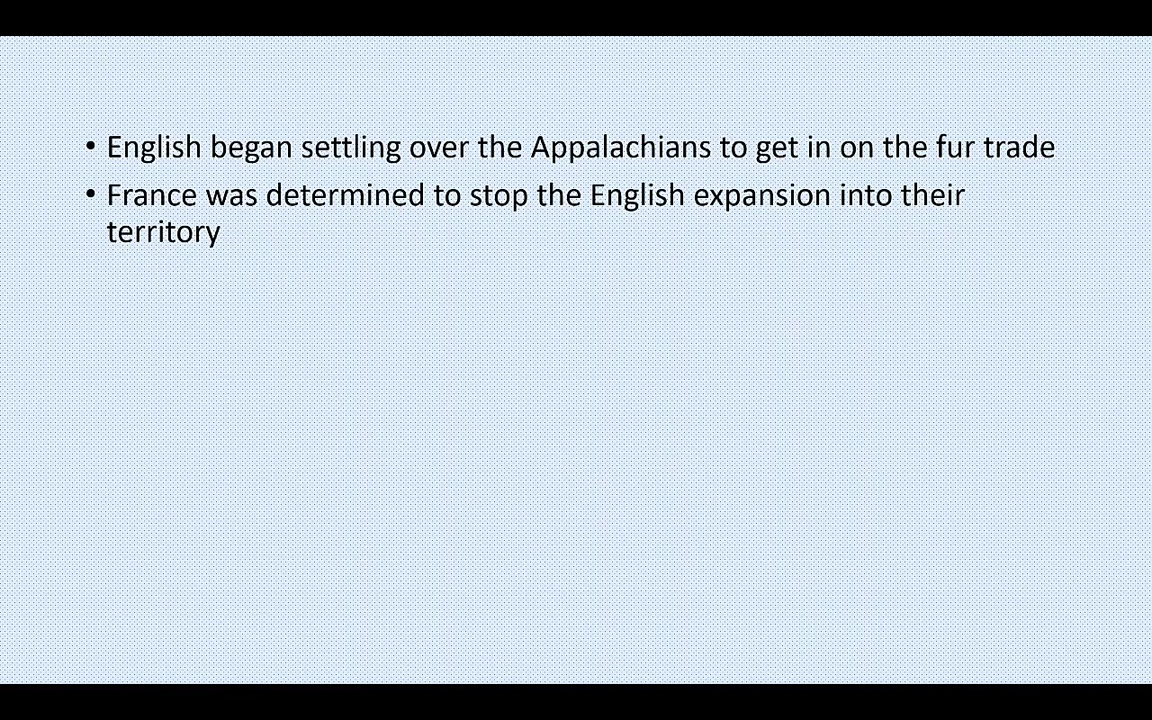 • English began settling over the Appalachians to get in on the fur trade
• France was determined to stop the English expansion into their
territory